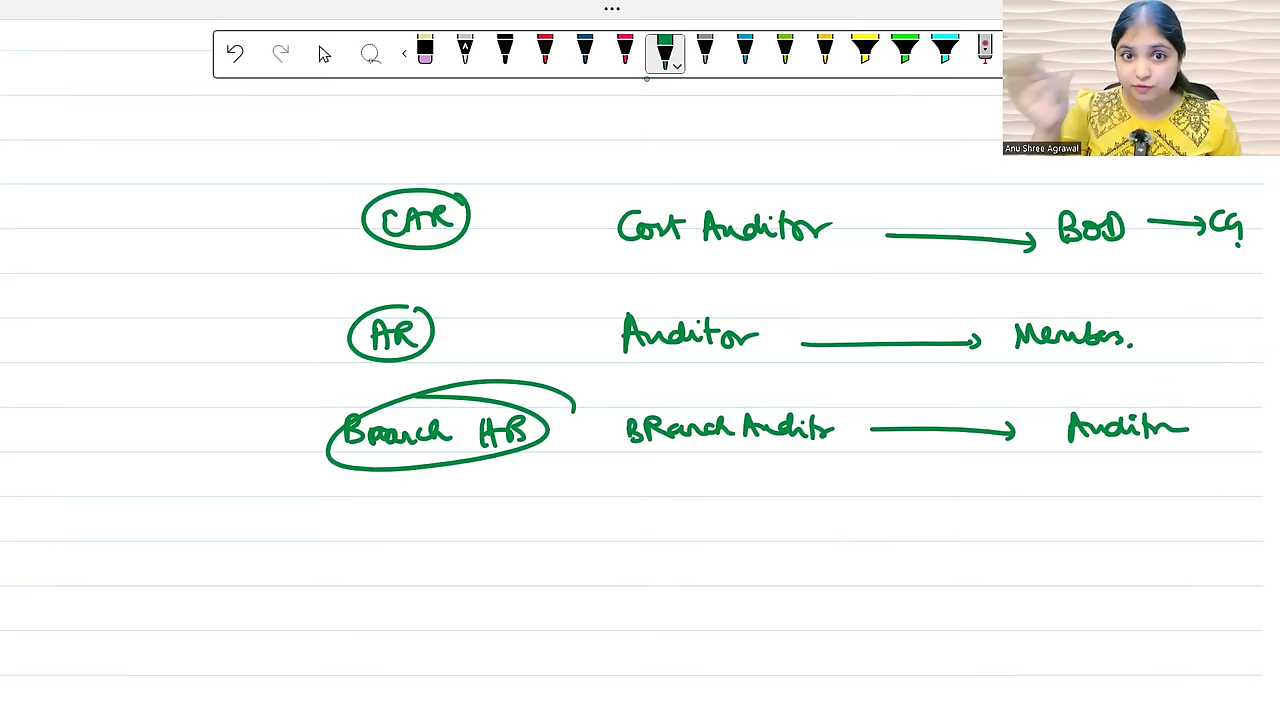 Anu Shree Agrawal
CAR Cost Auditor → BOD → CG
AR Auditor → Members.
Branch AR Branch Auditor → Auditor